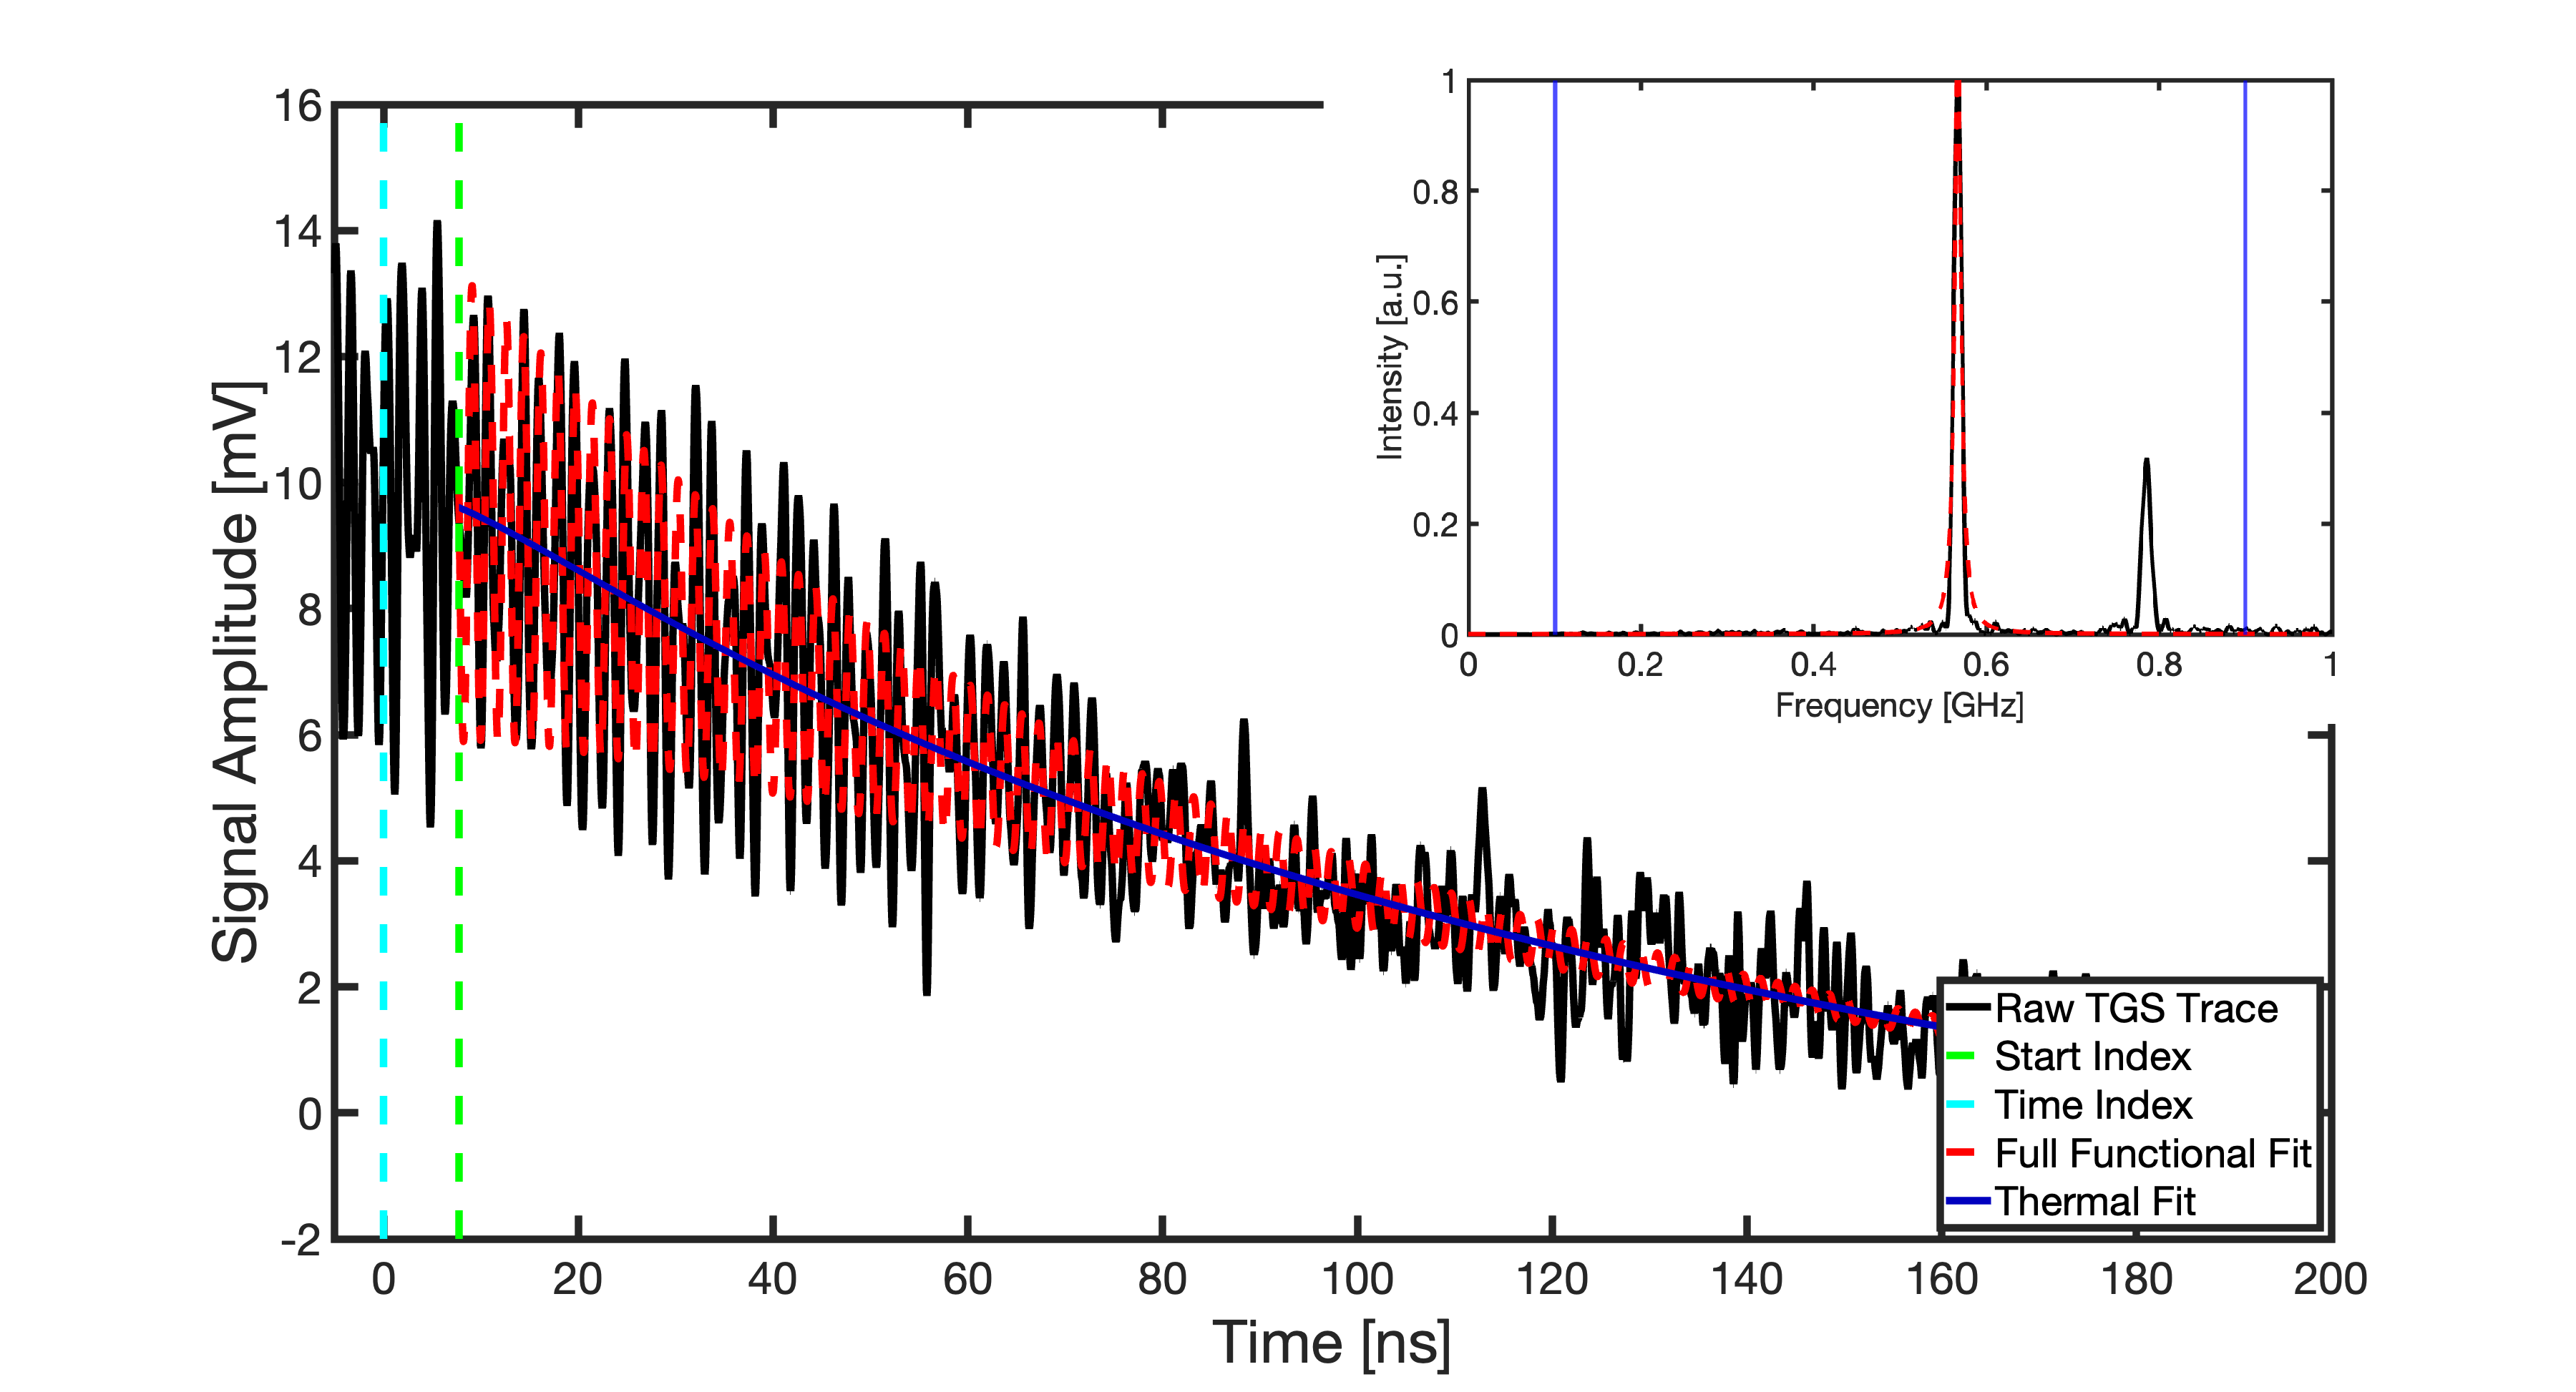 16
14
12
10
8
6
4
2
0
-2
Signal Amplitude [mV]
0 20 40 60 80 100 120 140 160 180 200
Time [ns]
1
0.8
0.6
0.4
0.2
0
Intensity [a.u.]
0 0.2 0.4 0.6 0.8 1
Frequency [GHz]
Raw TGS Trace
Start Index
Time Index
Full Functional Fit
Thermal Fit